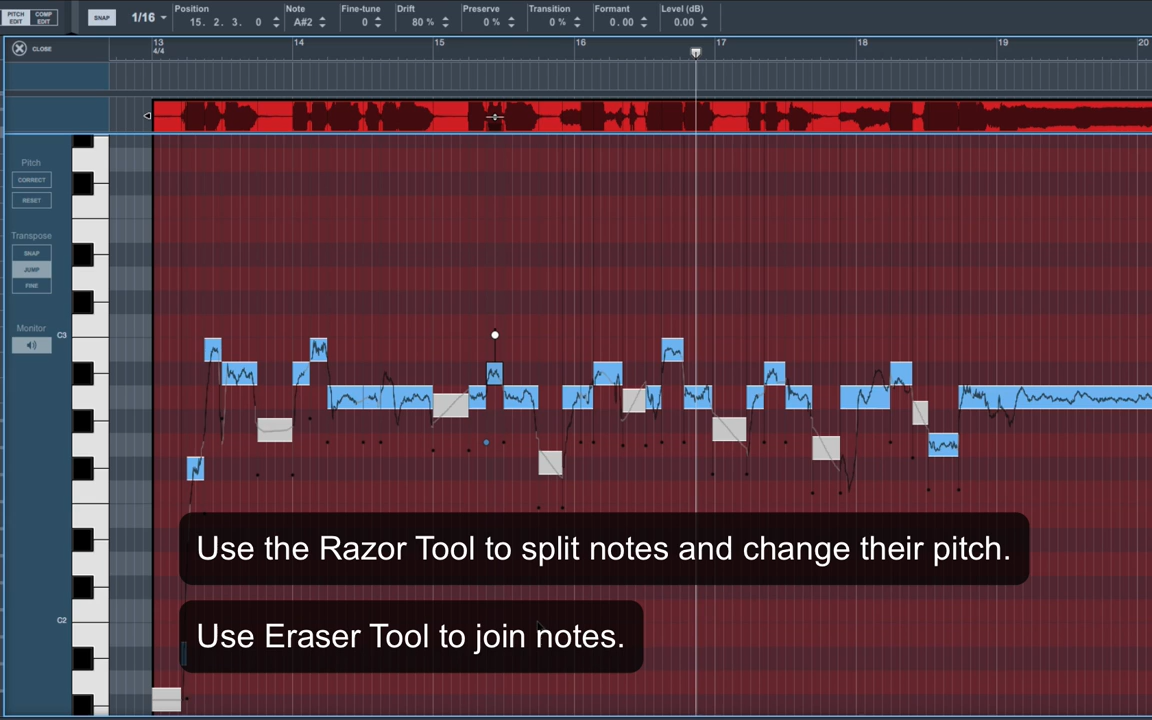 PITCH EDIT
COMP EDIT
SNAP
1/16
Position
15. 2. 3. 0
Note
A#2
Fine-tune
0
Drift
80 %
Preserve
0 %
Transition
0 %
Formant
0. 00
Level (dB)
0.00
CLOSE
13
4/4
14
15
16
17
18
19
20
Pitch
CORRECT
RESET
Transpose
SNAP
JUMP
FINE
Monitor
C3
C2
Use the Razor Tool to split notes and change their pitch.
Use Eraser Tool to join notes.